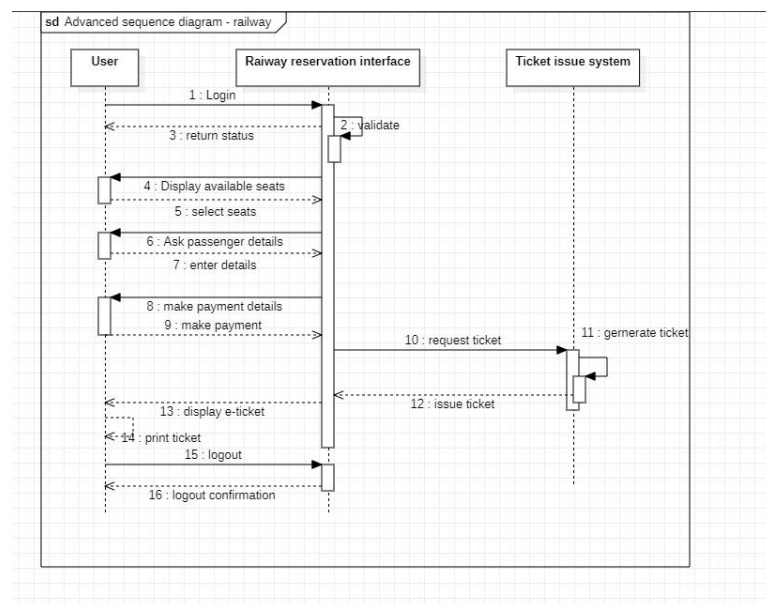 sd Advanced sequence diagram - railway
User
Raiway reservation interface
Ticket issue system
1 : Login
2 : validate
3 : return status
4 : Display available seats
5 : select seats
6 : Ask passenger details
7 : enter details
8 : make payment details
9 : make payment
10 : request ticket
11 : gernerate ticket
12 : issue ticket
13 : display e-ticket
14 : print ticket
15 : logout
16 : logout confirmation